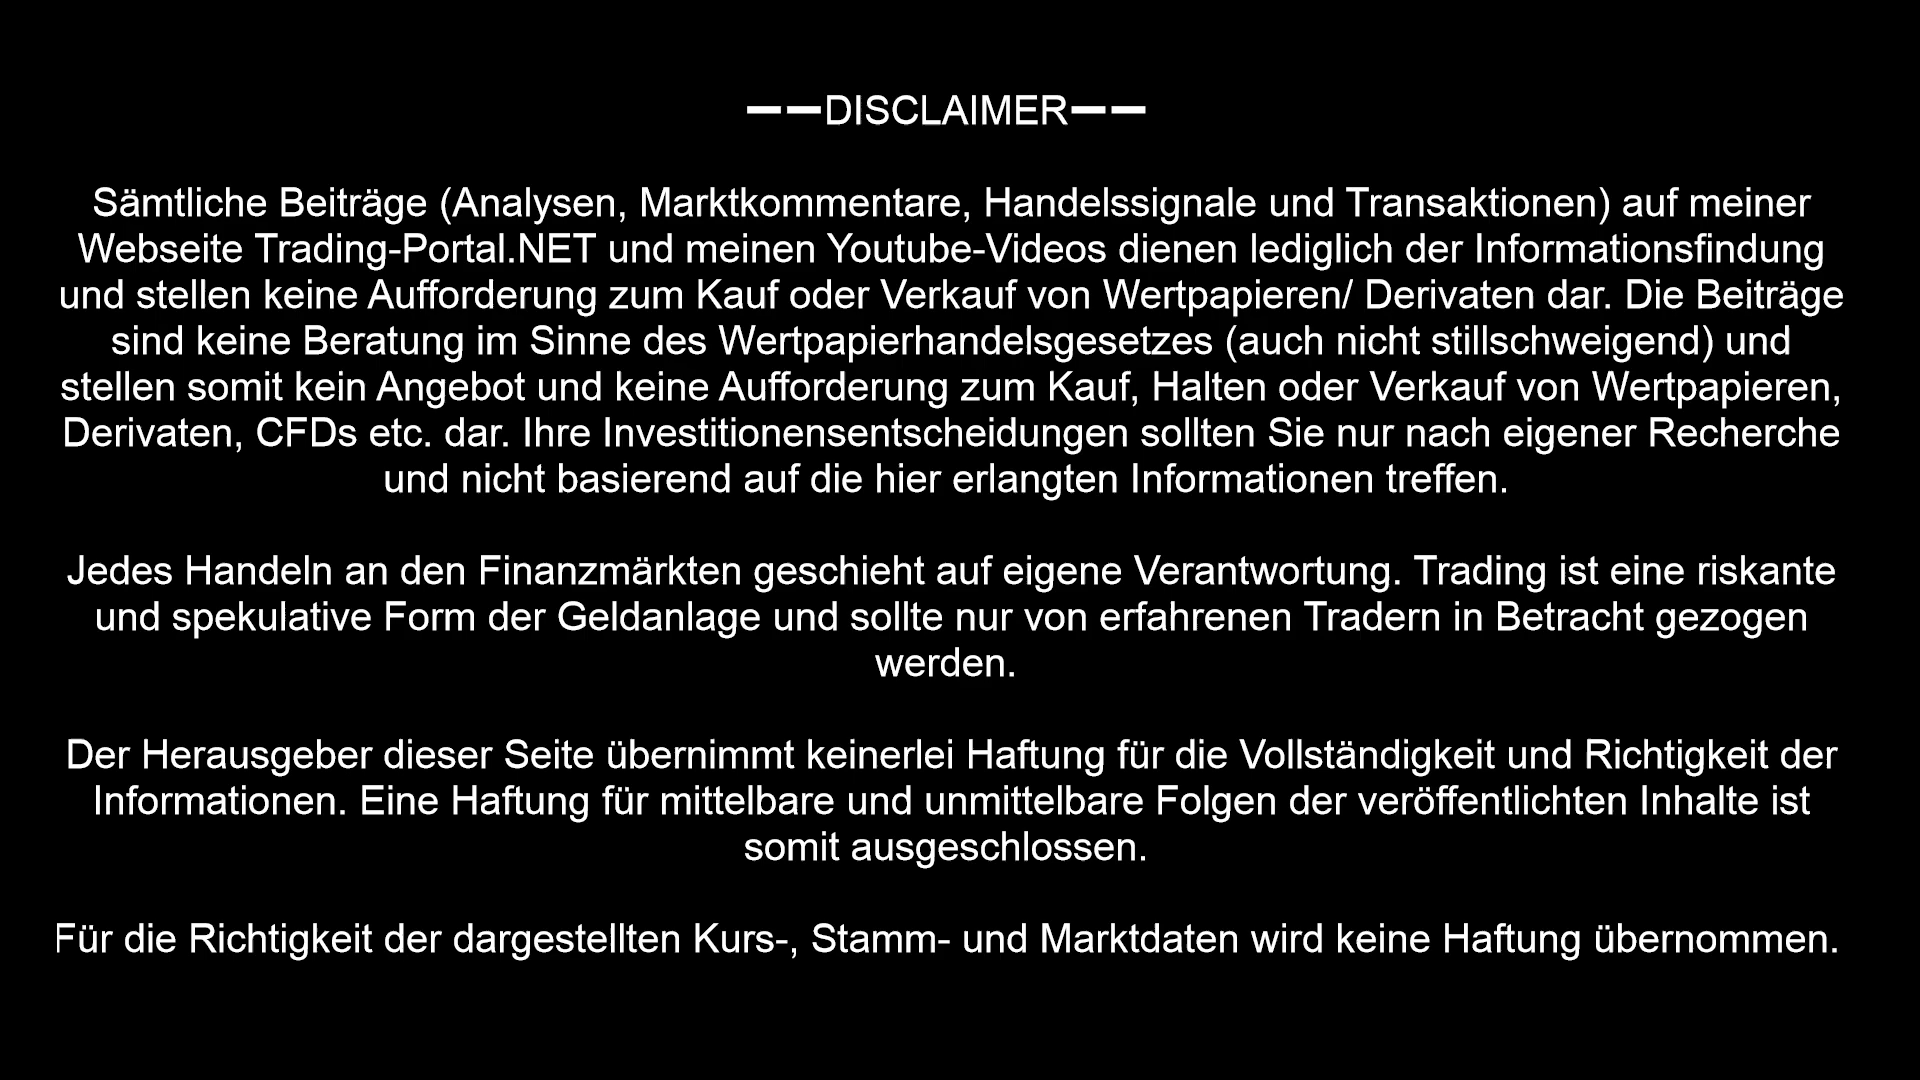 ——DISCLAIMER——
Sämtliche Beiträge (Analysen, Marktkommentare, Handelssignale und Transaktionen) auf meiner
Webseite Trading-Portal.NET und meinen Youtube-Videos dienen lediglich der Informationsfindung
und stellen keine Aufforderung zum Kauf oder Verkauf von Wertpapieren/ Derivaten dar. Die Beiträge
sind keine Beratung im Sinne des Wertpapierhandelsgesetzes (auch nicht stillschweigend) und
stellen somit kein Angebot und keine Aufforderung zum Kauf, Halten oder Verkauf von Wertpapieren,
Derivaten, CFDs etc. dar. Ihre Investitionensentscheidungen sollten Sie nur nach eigener Recherche
und nicht basierend auf die hier erlangten Informationen treffen.
Jedes Handeln an den Finanzmärkten geschieht auf eigene Verantwortung. Trading ist eine riskante
und spekulative Form der Geldanlage und sollte nur von erfahrenen Tradern in Betracht gezogen
werden.
Der Herausgeber dieser Seite übernimmt keinerlei Haftung für die Vollständigkeit und Richtigkeit der
Informationen. Eine Haftung für mittelbare und unmittelbare Folgen der veröffentlichten Inhalte ist
somit ausgeschlossen.
Für die Richtigkeit der dargestellten Kurs-, Stamm- und Marktdaten wird keine Haftung übernommen.